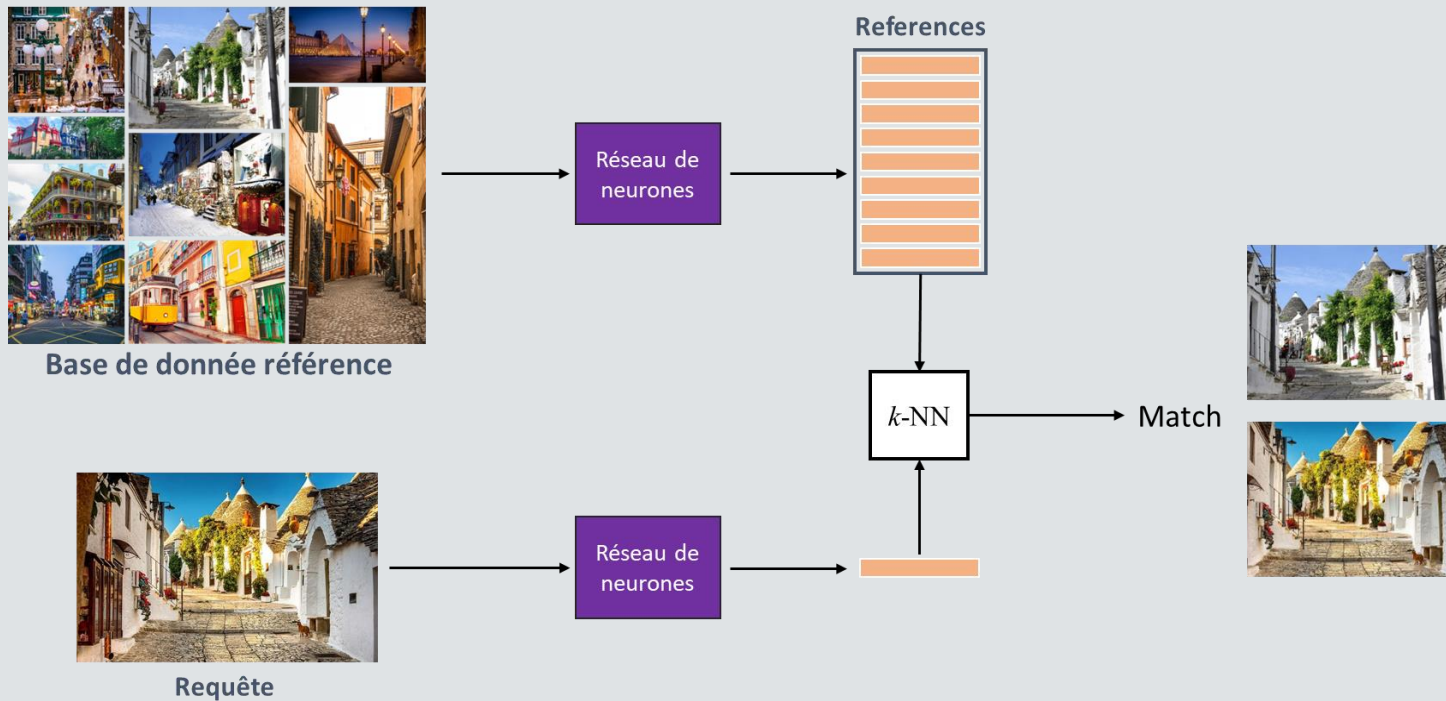 References
Réseau de
neurones
Base de donnée référence
k-NN
Match
Réseau de
neurones
Requête